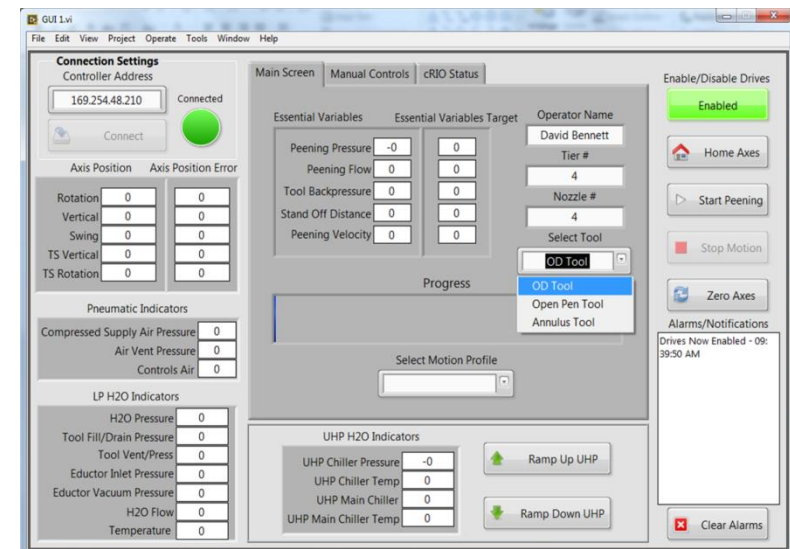 GUI 1.vi
File Edit View Project Operate Tools Window Help
Connection Settings
Controller Address
169.254.48.210
Connected
Connect
Axis Position Axis Position Error
Rotation 0 0
Vertical 0 0
Swing 0 0
TS Vertical 0 0
TS Rotation 0 0
Pneumatic Indicators
Compressed Supply Air Pressure 0
Air Vent Pressure 0
Controls Air 0
LP H2O Indicators
H2O Pressure 0
Tool Fill/Drain Pressure 0
Tool Vent/Press 0
Eductor Inlet Pressure 0
Eductor Vacuum Pressure 0
H2O Flow 0
Temperature 0
Main Screen Manual Controls cRIO Status
Essential Variables Essential Variables Target
Peening Pressure -0 0
Peening Flow 0 0
Tool Backpressure 0 0
Stand Off Distance 0 0
Peening Velocity 0 0
Operator Name
David Bennett
Tier #
4
Nozzle #
4
Select Tool
OD Tool
OD Tool
Open Pen Tool
Annulus Tool
Progress
Select Motion Profile
UHP H2O Indicators
UHP Chiller Pressure -0
UHP Chiller Temp 0
UHP Main Chiller 0
UHP Main Chiller Temp 0
Ramp Up UHP
Ramp Down UHP
Enable/Disable Drives
Enabled
Home Axes
Start Peening
Stop Motion
Zero Axes
Alarms/Notifications
Drives Now Enabled - 09:
39:50 AM
Clear Alarms